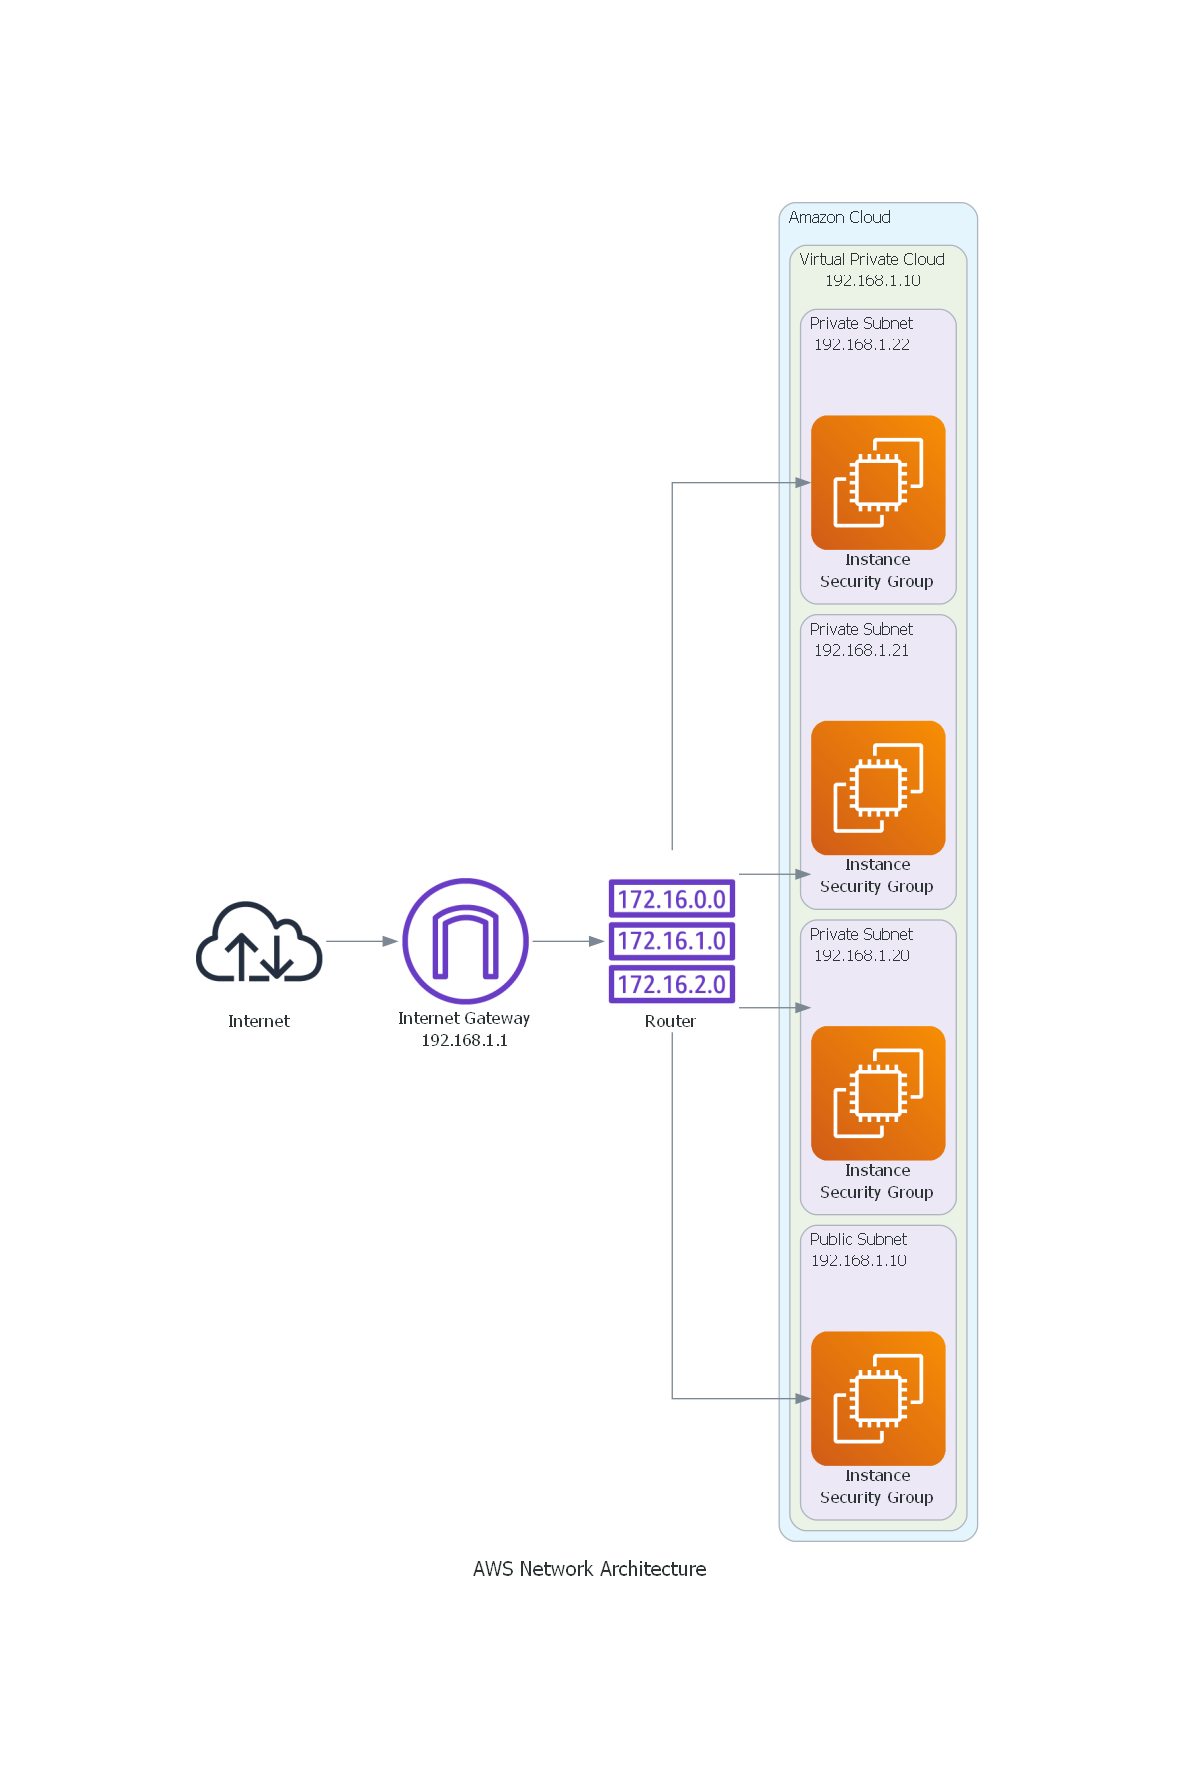 Amazon Cloud
Virtual Private Cloud
192.168.1.10
Private Subnet
192.168.1.22
Instance
Security Group
Private Subnet
192.168.1.21
Instance
Security Group
Private Subnet
192.168.1.20
Instance
Security Group
Public Subnet
192.168.1.10
Instance
Security Group
Internet
Internet Gateway
192.168.1.1
172.16.0.0
172.16.1.0
172.16.2.0
Router
AWS Network Architecture